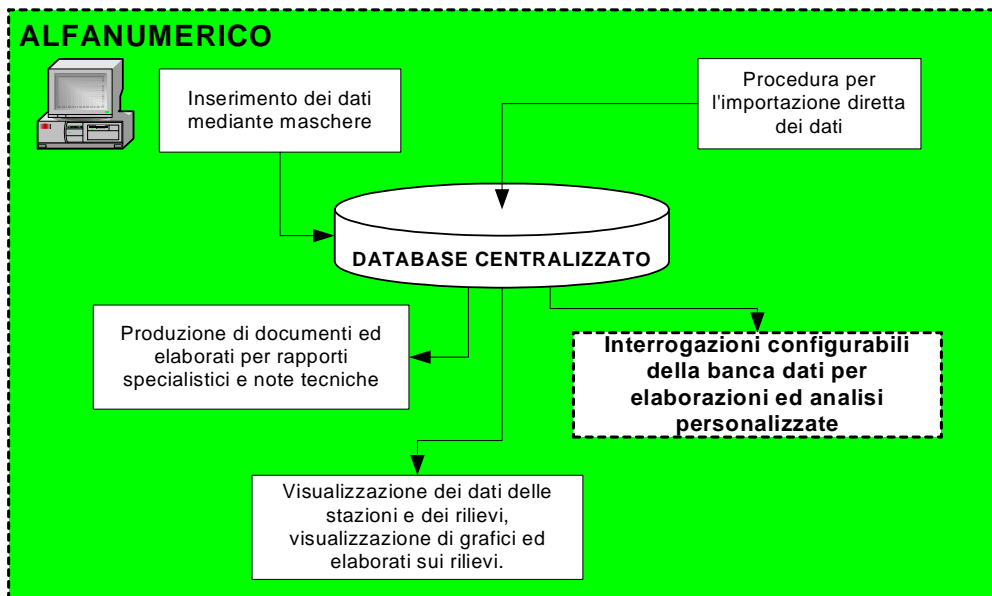 ALFANUMERICO
Inserimento dei dati
mediante maschere
Procedura per
l'importazione diretta
dei dati
DATABASE CENTRALIZZATO
Produzione di documenti ed
elaborati per rapporti
specialistici e note tecniche
Interrogazioni configurabili
della banca dati per
elaborazioni ed analisi
personalizzate
Visualizzazione dei dati delle
stazioni e dei rilievi,
visualizzazione di grafici ed
elaborati sui rilievi.